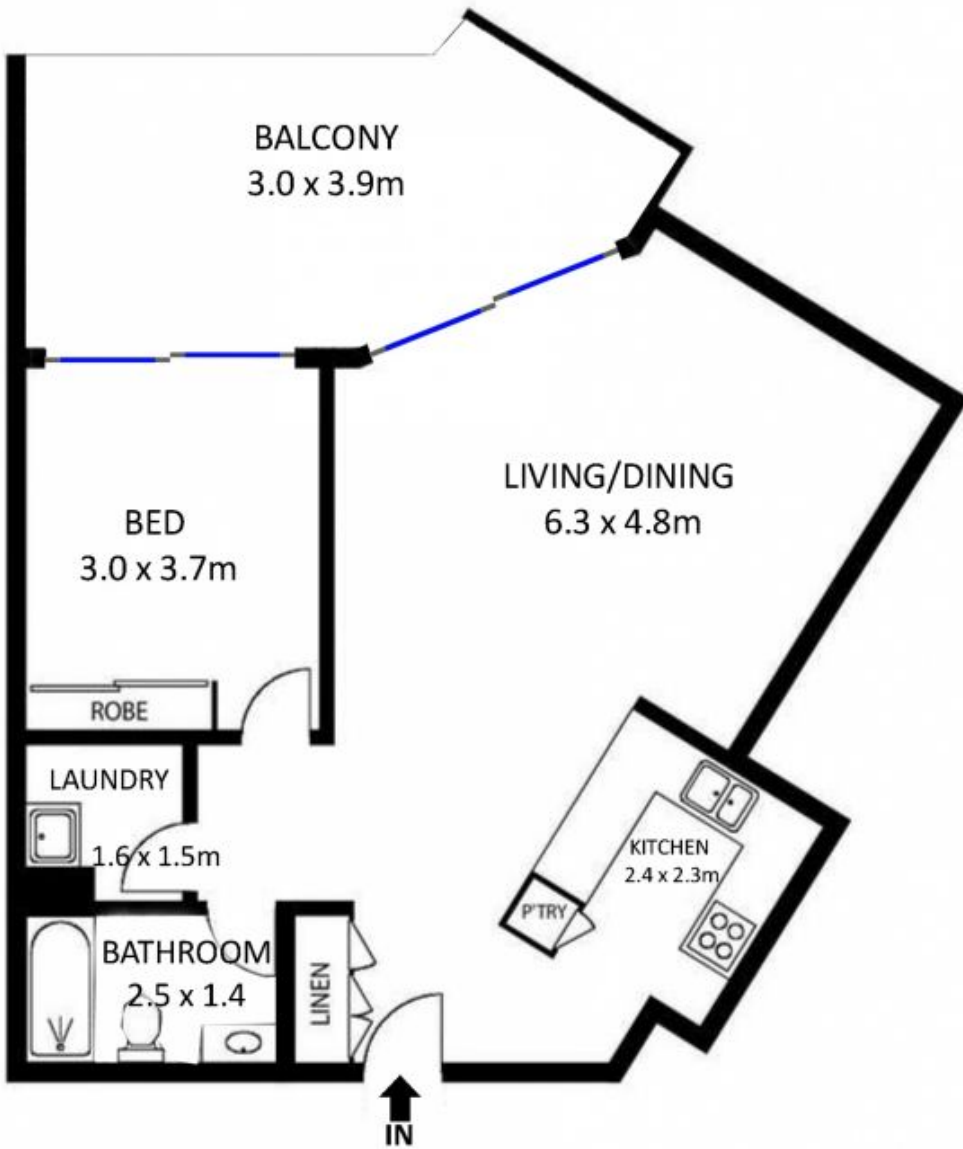 BALCONY
3.0 x 3.9m
LIVING/DINING
6.3 x 4.8m
BED
3.0 x 3.7m
ROBE
LAUNDRY
1.6 x 1.5m
KITCHEN
2.4 x 2.3m
P'TRY
BATHROOM
2.5 x 1.4
LINEN
IN